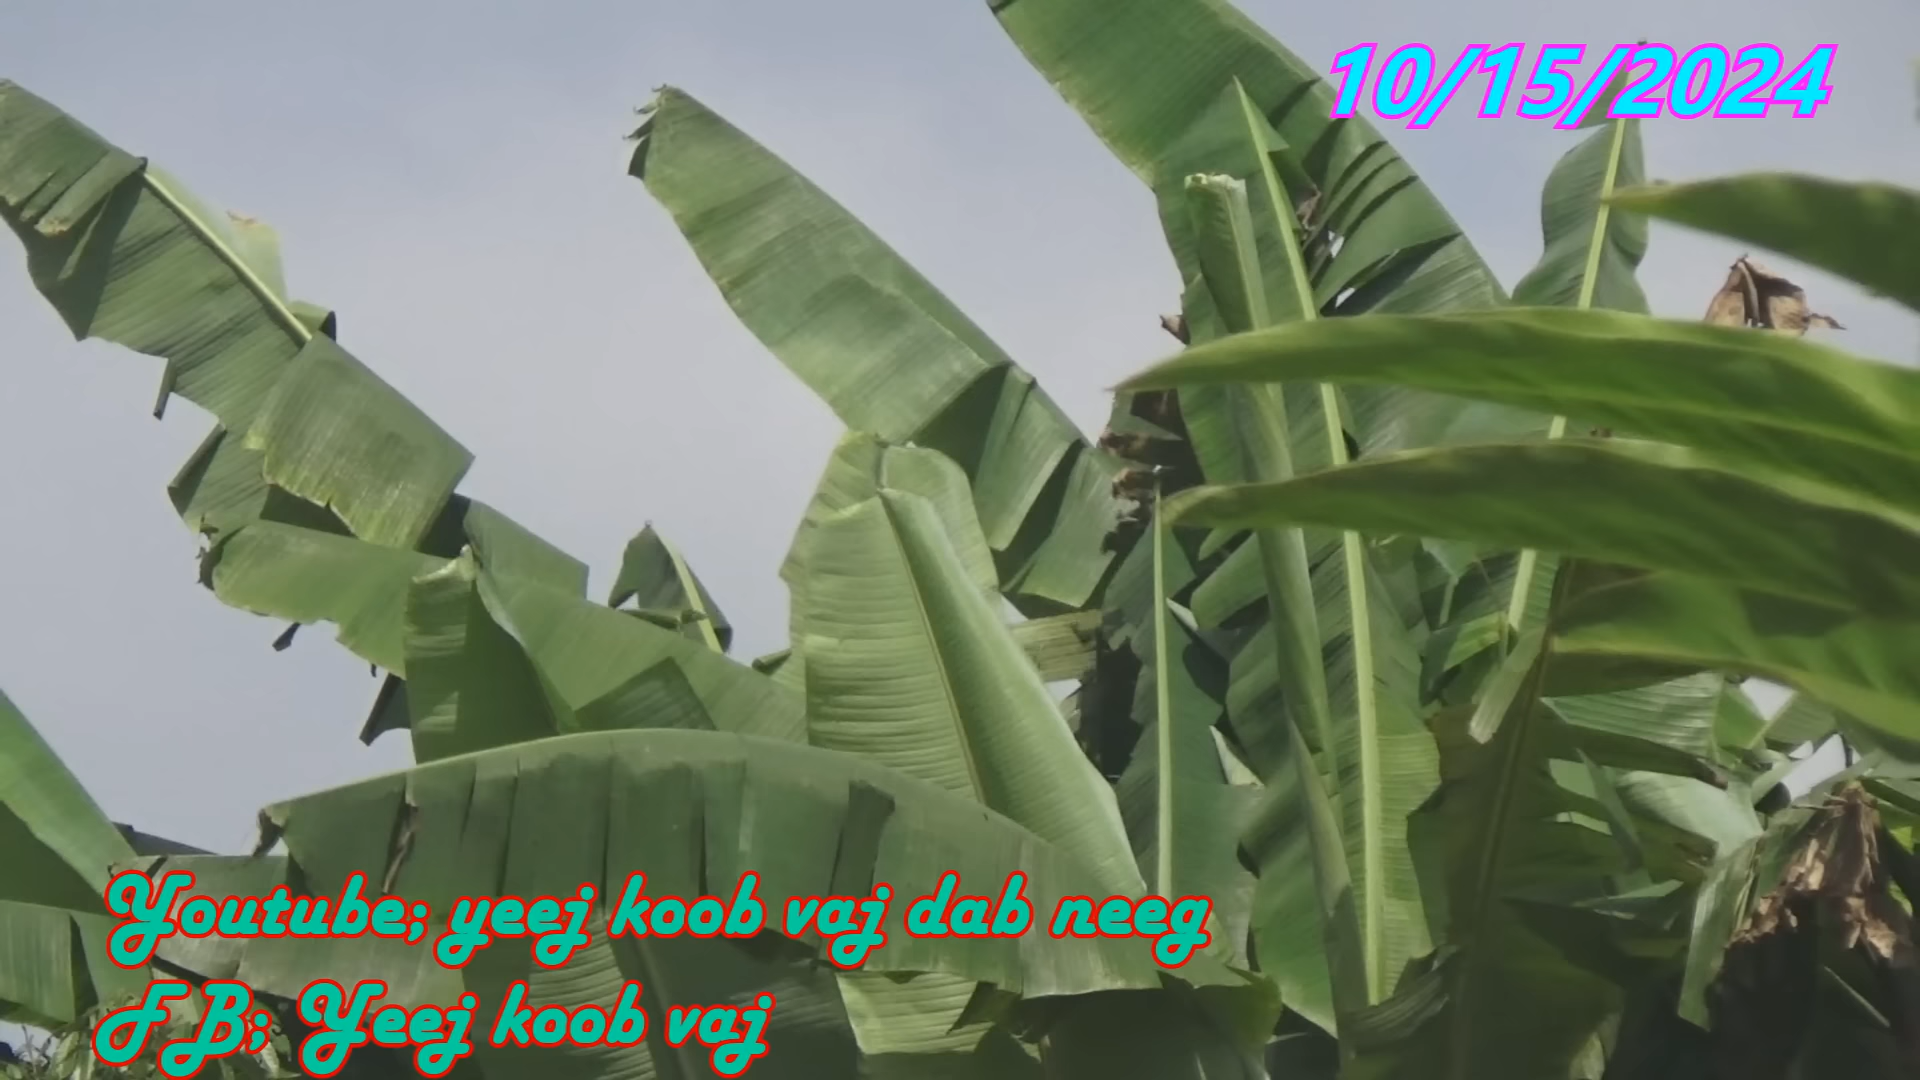 10/15/2024
Youtube; yeej koob vaj dab neeg
FB; Yeej koob vaj